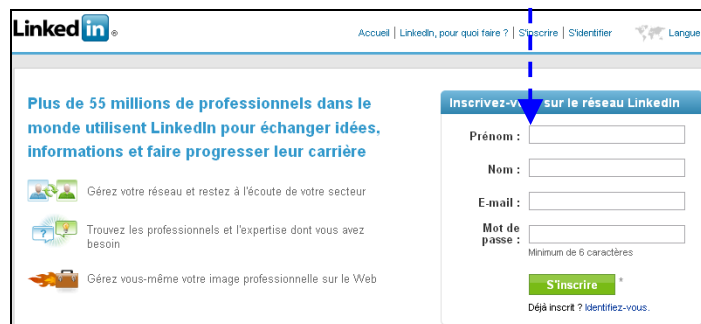 Linked in ®
Accueil | LinkedIn, pour quoi faire ? | S'inscrire | S'identifier Langue
Plus de 55 millions de professionnels dans le
monde utilisent LinkedIn pour échanger idées,
informations et faire progresser leur carrière
Gérez votre réseau et restez à l'écoute de votre secteur
Trouvez les professionnels et l'expertise dont vous avez
besoin
Gérez vous-même votre image professionnelle sur le Web
Inscrivez-v sur le réseau LinkedIn
Prénom :
Nom :
E-mail :
Mot de
passe :
Minimum de 6 caractères
S'inscrire *
Déjà inscrit ? Identifiez-vous.